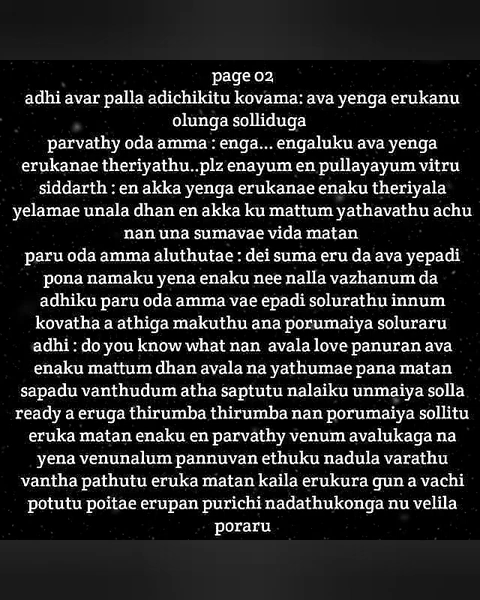 page 02
adhi avar palla adichikitu kovama: ava yenga erukanu
olunga solliduga
parvathy oda amma : enga... engaluku ava yenga
erukanae theriyathu..plz enayum en pullayayum vitru
siddarth : en akka yenga erukanae enaku theriyala
yelamae unala dhan en akka ku mattum yathavathu achu
nan una sumavae vida matan
paru oda amma aluthutae : dei suma eru da ava yepadi
pona namaku yena enaku nee nalla vazhanum da
adhiku paru oda amma vae epadi solurathu innum
kovatha a athiga makuthu ana porumaiya soluraru
adhi : do you know what nan avala love panuran ava
enaku mattum dhan avala na yathumae pana matan
sapadu vanthudum atha saptutu nalaiku unmaiya solla
ready a eruga thirumba thirumba nan porumaiya sollitu
eruka matan enaku en parvathy venum avalukaga na
yena venunalum pannuvan ethuku nadula varathu
vantha pathutu eruka matan kaila erukura gun a vachi
potutu poitae erupan purichi nadathukonga nu velila
poraru